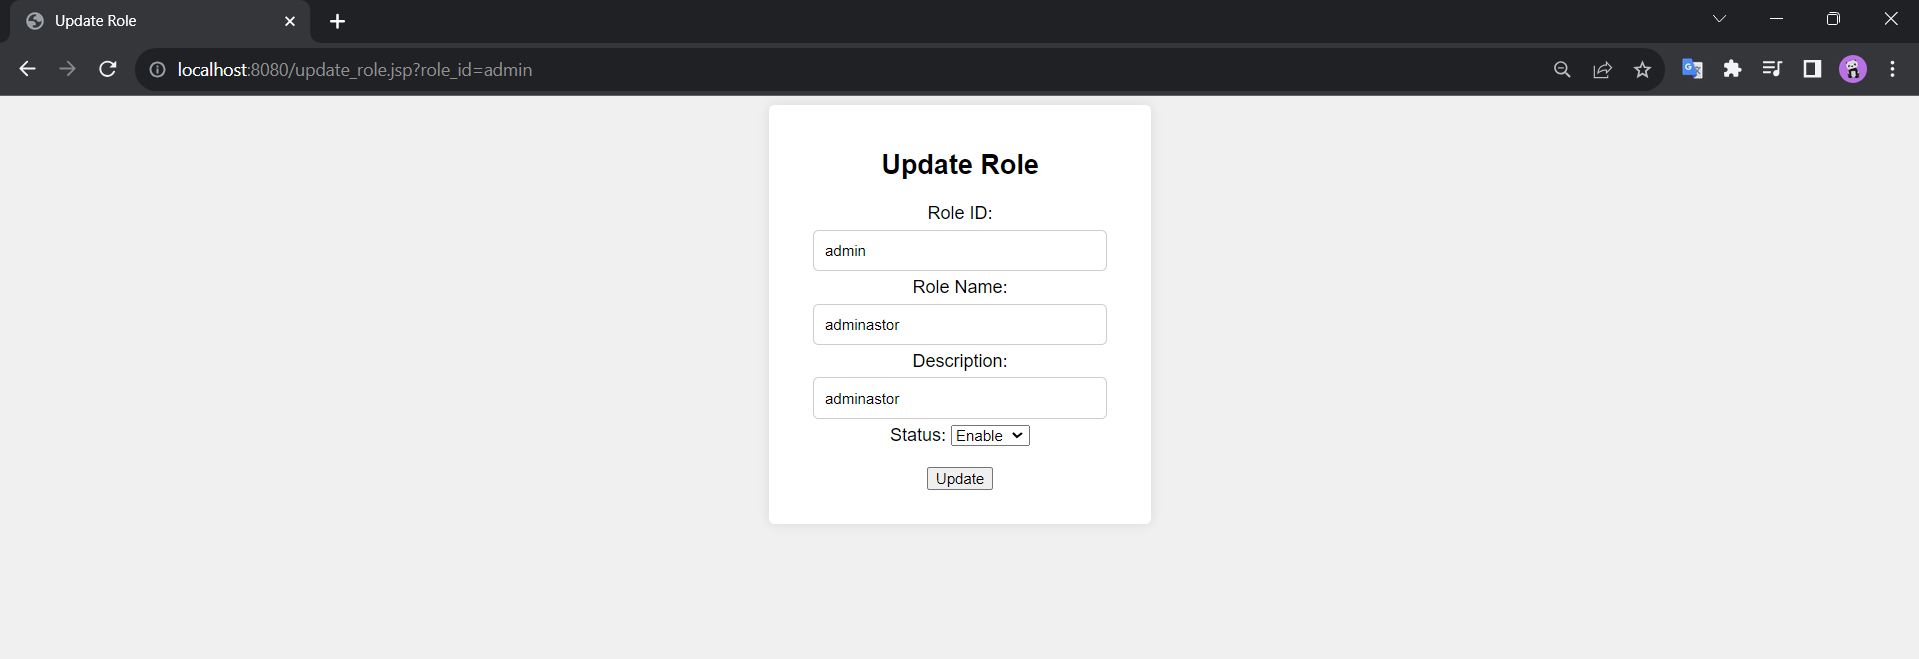 Update Role
localhost:8080/update_role.jsp?role_id=admin
Update Role
Role ID:
admin
Role Name:
adminastor
Description:
adminastor
Status: Enable
Update